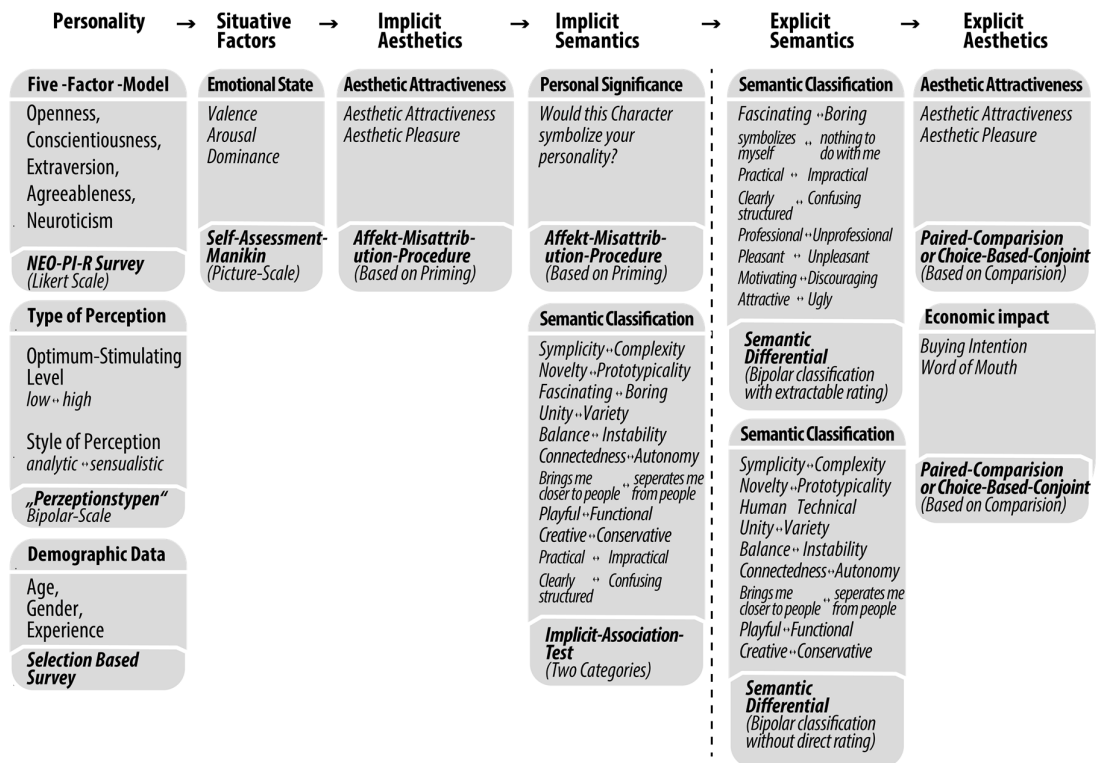 Personality → Situative Factors → Implicit Aesthetics → Implicit Semantics → Explicit Semantics → Explicit Aesthetics
Five -Factor -Model
Openness,
Conscientiousness,
Extraversion,
Agreeableness,
Neuroticism
NEO-PI-R Survey
(Likert Scale)
Type of Perception
Optimum-Stimulating
Level
low ↔ high
Style of Perception
analytic ↔ sensualistic
„Perzeptionstypen“
Bipolar-Scale
Demographic Data
Age,
Gender,
Experience
Selection Based
Survey
Emotional State
Valence
Arousal
Dominance
Self-Assessment-
Manikin
(Picture-Scale)
Aesthetic Attractiveness
Aesthetic Attractiveness
Aesthetic Pleasure
Affekt-Misattrib-
ution-Procedure
(Based on Priming)
Personal Significance
Would this Character
symbolize your
personality?
Affekt-Misattrib-
ution-Procedure
(Based on Priming)
Semantic Classification
Symplicity ↔ Complexity
Novelty ↔ Prototypicality
Fascinating ↔ Boring
Unity ↔ Variety
Balance ↔ Instability
Connectedness ↔ Autonomy
Brings me ↔ seperates me
closer to people from people
Playful ↔ Functional
Creative ↔ Conservative
Practical ↔ Impractical
Clearly ↔ Confusing
structured
Implicit-Association-
Test
(Two Categories)
Semantic Classification
Fascinating ↔ Boring
symbolizes ↔ nothing to
myself do with me
Practical ↔ Impractical
Clearly ↔ Confusing
structured
Professional ↔ Unprofessional
Pleasant ↔ Unpleasant
Motivating ↔ Discouraging
Attractive ↔ Ugly
Semantic
Differential
(Bipolar classification
with extractable rating)
Semantic Classification
Symplicity ↔ Complexity
Novelty ↔ Prototypicality
Human Technical
Unity ↔ Variety
Balance ↔ Instability
Connectedness ↔ Autonomy
Brings me ↔ seperates me
closer to people from people
Playful ↔ Functional
Creative ↔ Conservative
Semantic
Differential
(Bipolar classification
without direct rating)
Aesthetic Attractiveness
Aesthetic Attractiveness
Aesthetic Pleasure
Paired-Comparision
or Choice-Based-Conjoint
(Based on Comparision)
Economic impact
Buying Intention
Word of Mouth
Paired-Comparision
or Choice-Based-Conjoint
(Based on Comparision)